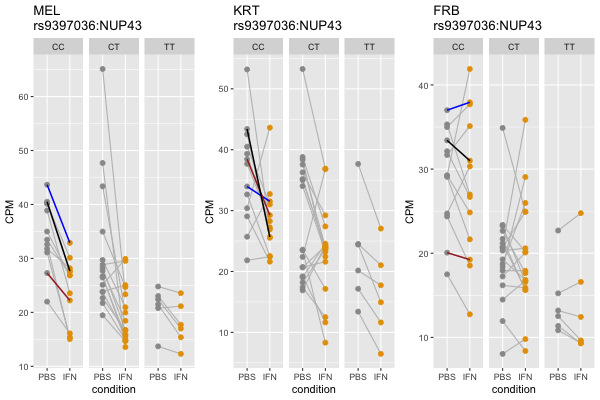 MEL
rs9397036:NUP43
CC
CT
TT
60
50
40
30
20
10
CPM
PBS
IFN
PBS
IFN
PBS
IFN
condition
KRT
rs9397036:NUP43
CC
CT
TT
50
40
30
20
10
CPM
PBS
IFN
PBS
IFN
PBS
IFN
condition
FRB
rs9397036:NUP43
CC
CT
TT
40
30
20
10
CPM
PBS
IFN
PBS
IFN
PBS
IFN
condition